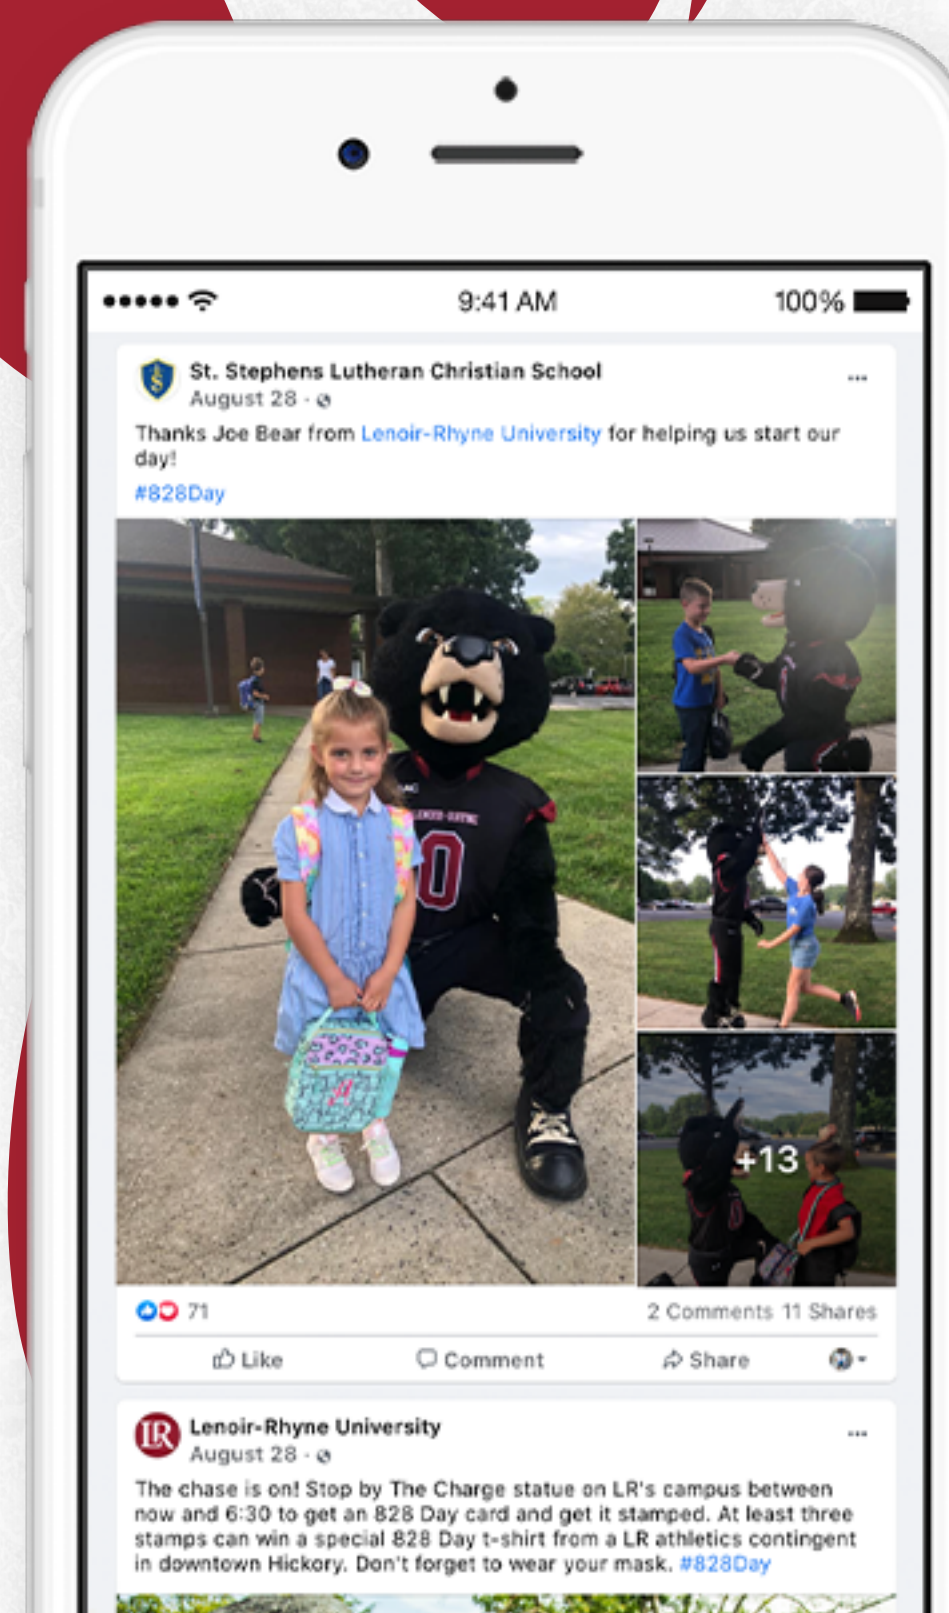 9:41 AM
100%
St. Stephens Lutheran Christian School
August 28 ·
Thanks Joe Bear from Lenoir-Rhyne University for helping us start our
day!
#828Day
LENOIR-RHYNE
0
+13
71
2 Comments 11 Shares
Like
Comment
Share
LR
Lenoir-Rhyne University
August 28 ·
The chase is on! Stop by The Charge statue on LR's campus between
now and 6:30 to get an 828 Day card and get it stamped. At least three
stamps can win a special 828 Day t-shirt from a LR athletics contingent
in downtown Hickory. Don't forget to wear your mask. #828Day